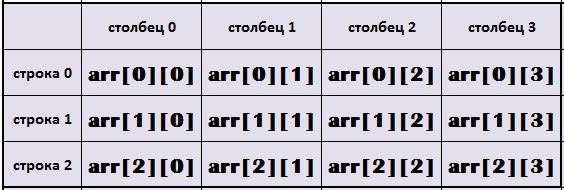 столбец 0 столбец 1 столбец 2 столбец 3
строка 0 arr[0][0] arr[0][1] arr[0][2] arr[0][3]
строка 1 arr[1][0] arr[1][1] arr[1][2] arr[1][3]
строка 2 arr[2][0] arr[2][1] arr[2][2] arr[2][3]